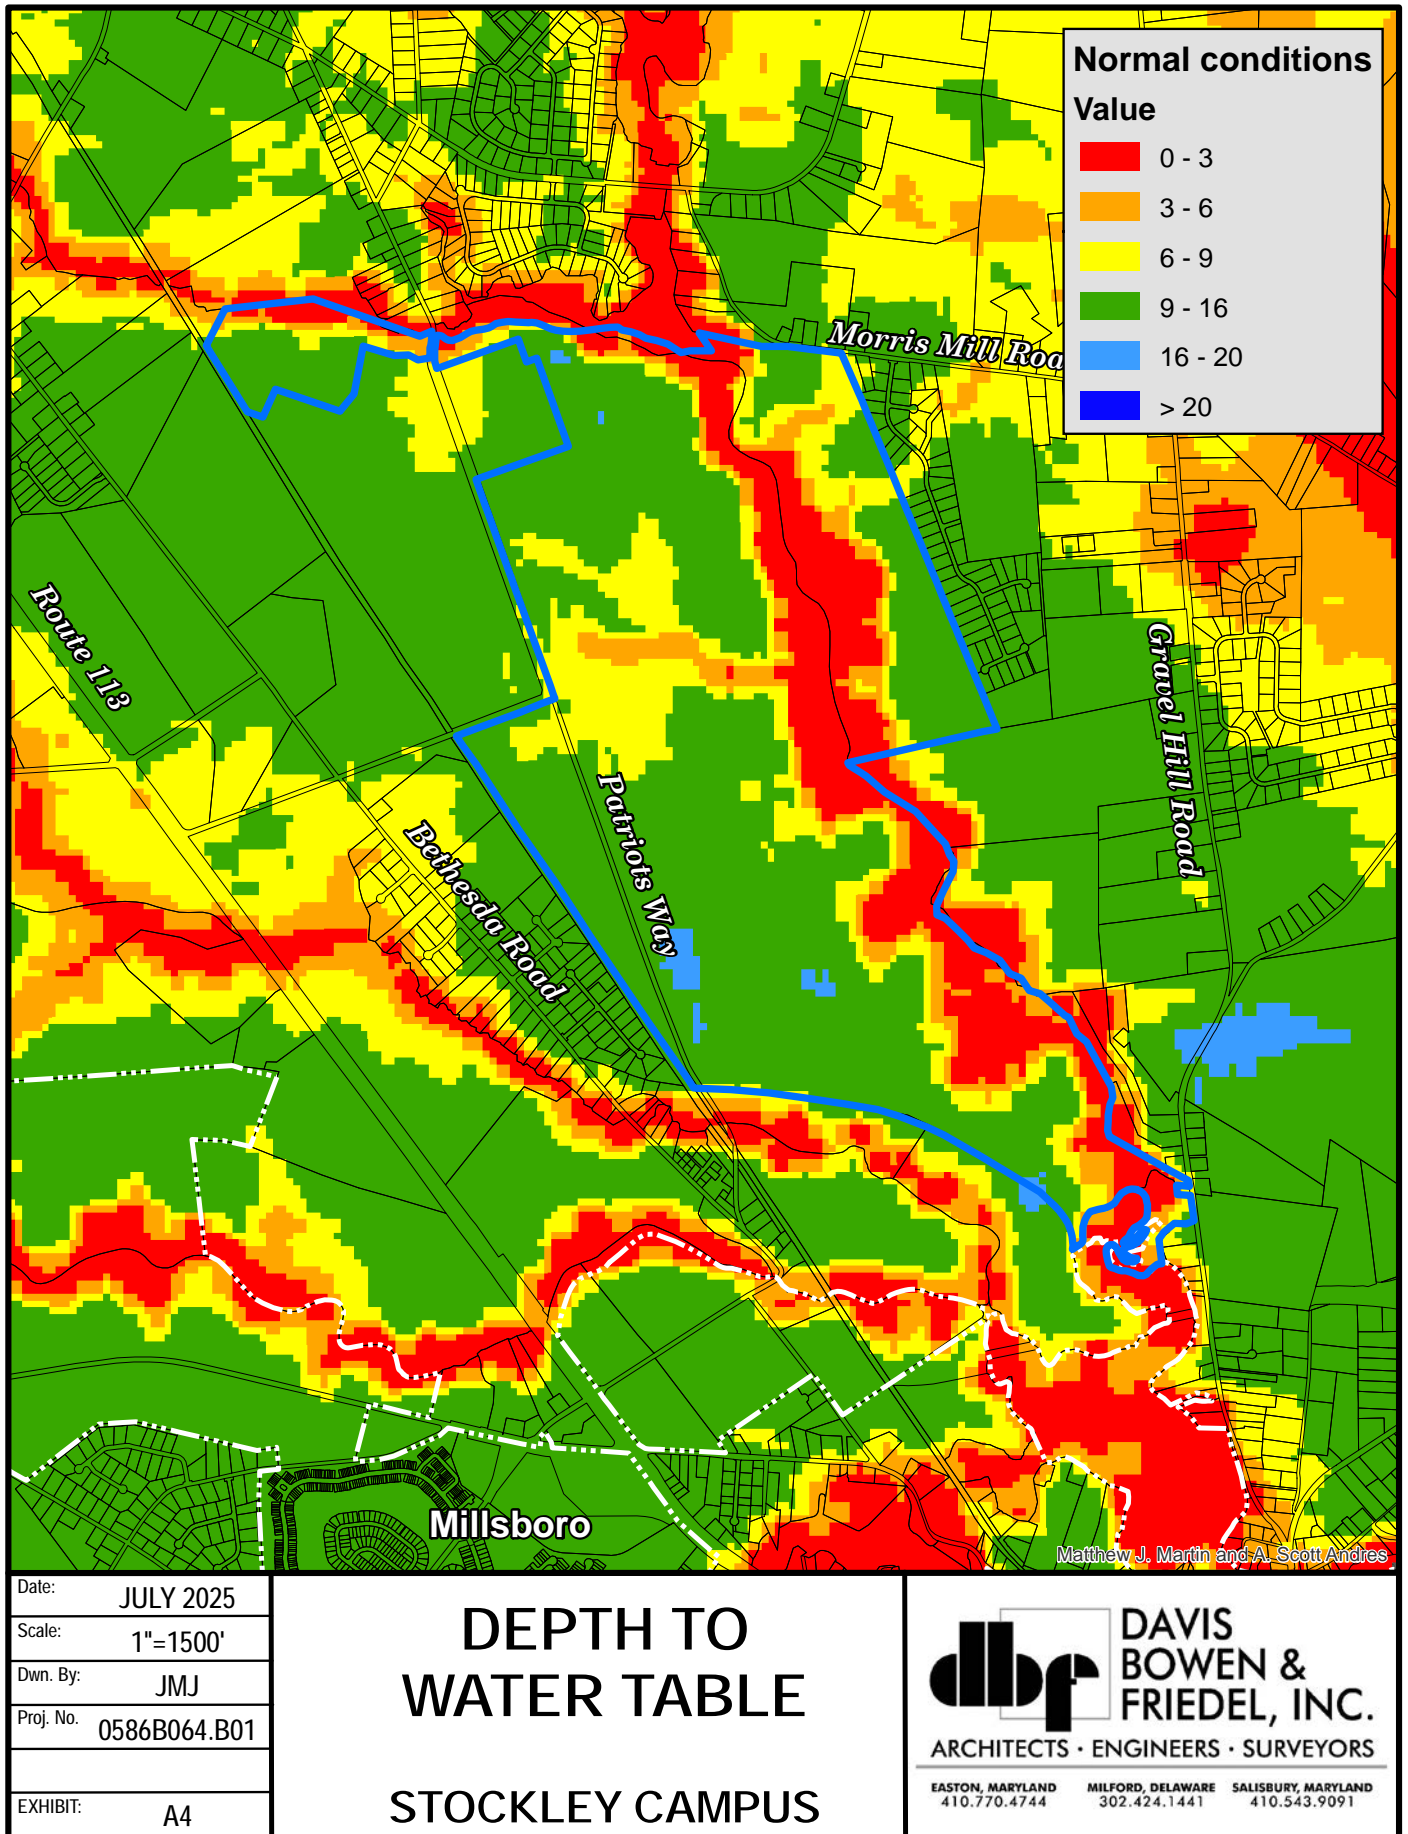 Normal conditions
Value
0 - 3
3 - 6
6 - 9
9 - 16
16 - 20
> 20
Morris Mill Roa
Route 113
Gravel Hill Road
Patriots Way
Bethesda Road
Millsboro
Matthew J. Martin and A. Scott Andres
Date: JULY 2025
Scale: 1"=1500'
Dwn. By: JMJ
Proj. No. 0586B064.B01
EXHIBIT: A4
DEPTH TO
WATER TABLE
STOCKLEY CAMPUS
dbf
DAVIS
BOWEN &
FRIEDEL, INC.
ARCHITECTS · ENGINEERS · SURVEYORS
EASTON, MARYLAND MILFORD, DELAWARE SALISBURY, MARYLAND
410.770.4744 302.424.1441 410.543.9091